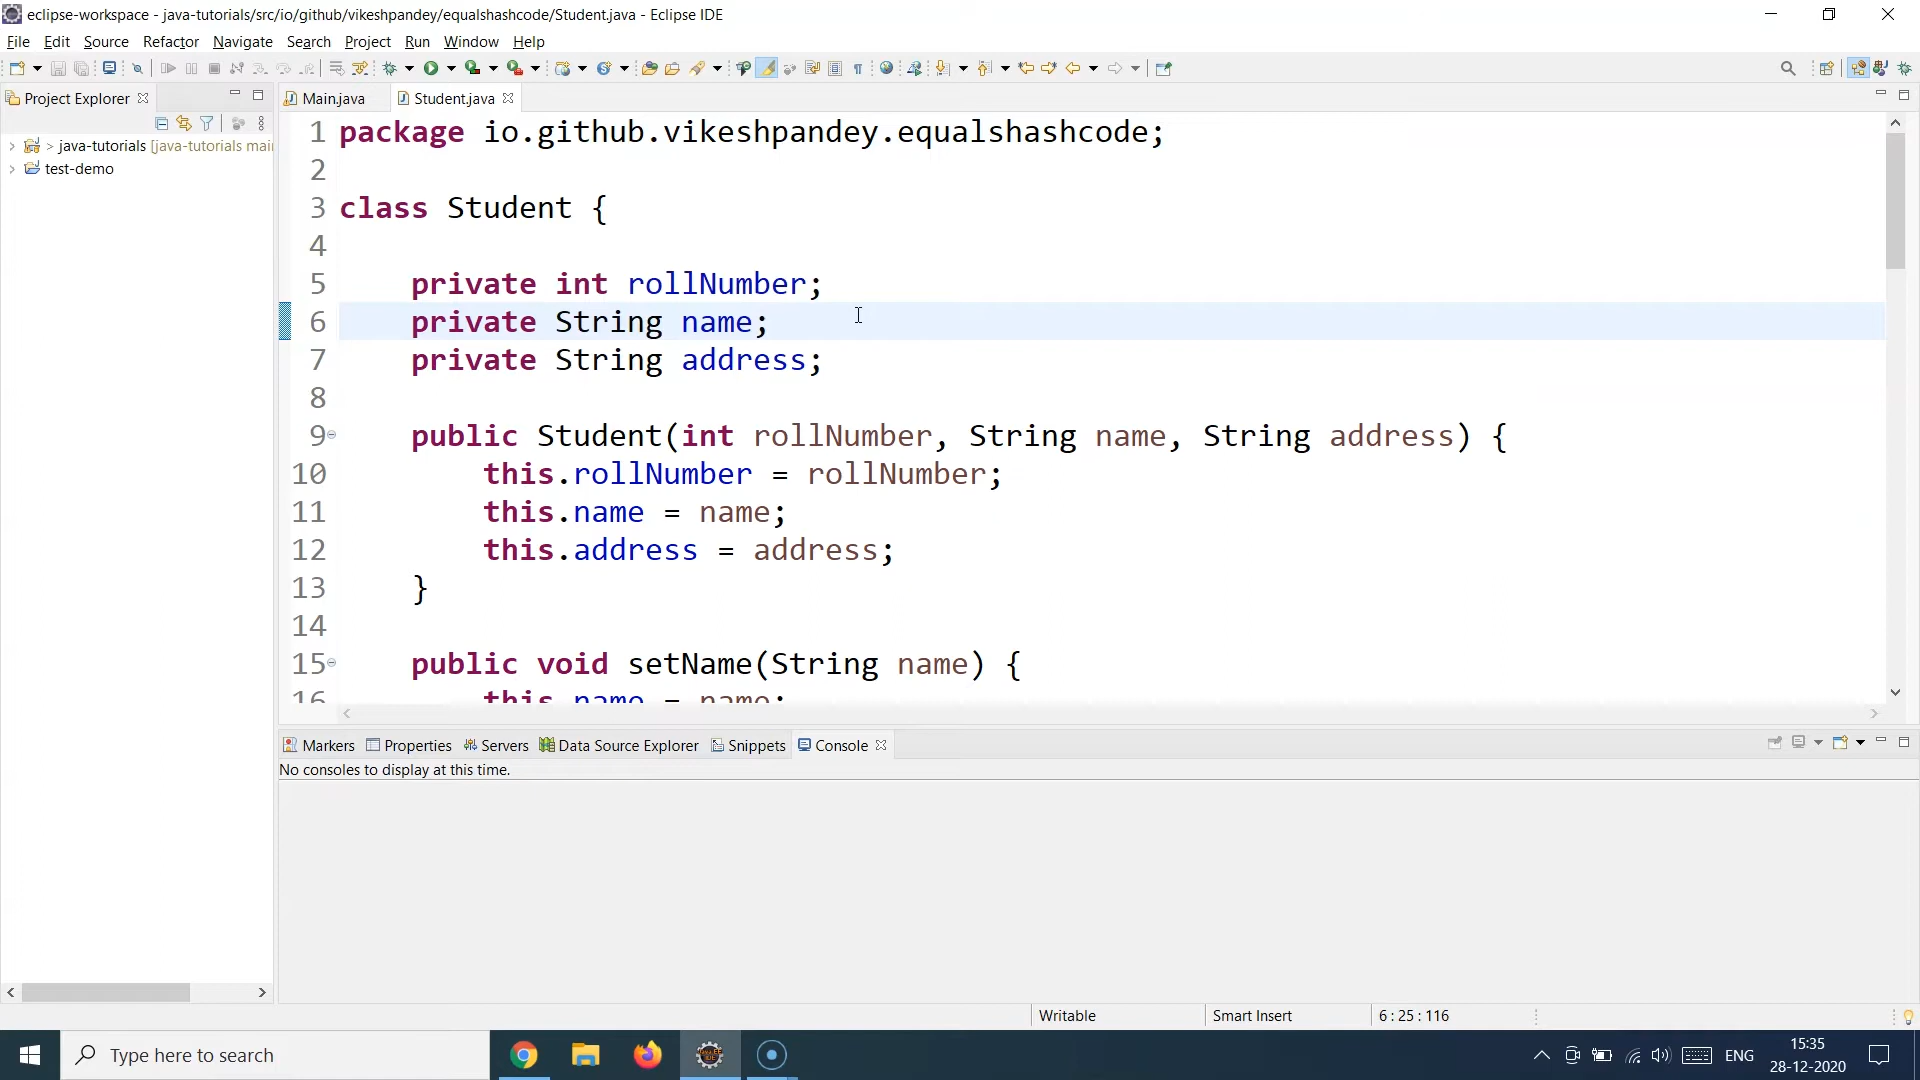 eclipse-workspace - java-tutorials/src/io/github/vikeshpandey/equalshashcode/Student.java - Eclipse IDE
File Edit Source Refactor Navigate Search Project Run Window Help
Project Explorer
Main.java Student.java
java-tutorials [java-tutorials mai
test-demo
1 package io.github.vikeshpandey.equalshashcode;
2
3 class Student {
4
5 private int rollNumber;
6 private String name;
7 private String address;
8
9 public Student(int rollNumber, String name, String address) {
10 this.rollNumber = rollNumber;
11 this.name = name;
12 this.address = address;
13 }
14
15 public void setName(String name) {
16 this.name = name;
Markers Properties Servers Data Source Explorer Snippets Console
No consoles to display at this time.
Writable Smart Insert 6 : 25 : 116
Type here to search
ENG
15:35
28-12-2020